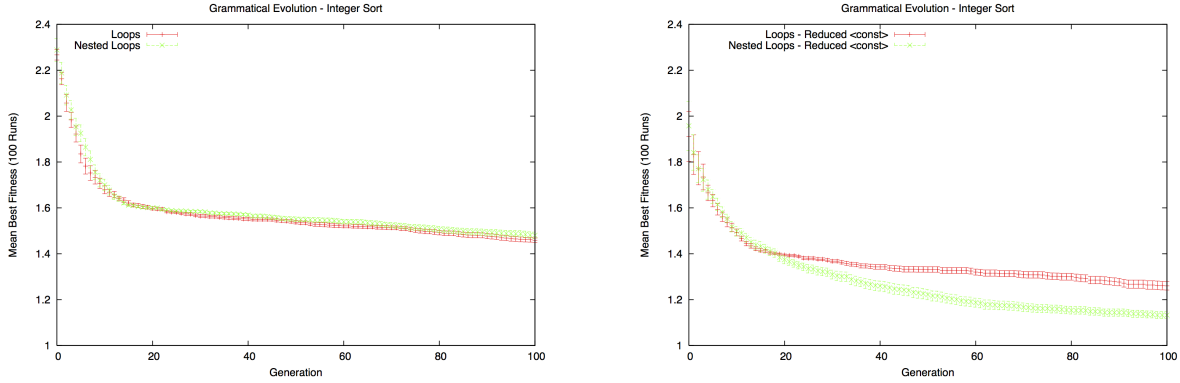 Grammatical Evolution - Integer Sort
Loops
Nested Loops
Mean Best Fitness (100 Runs)
2.4
2.2
2
1.8
1.6
1.4
1.2
1
0 20 40 60 80 100
Generation
Grammatical Evolution - Integer Sort
Loops - Reduced <const>
Nested Loops - Reduced <const>
Mean Best Fitness (100 Runs)
2.4
2.2
2
1.8
1.6
1.4
1.2
1
0 20 40 60 80 100
Generation